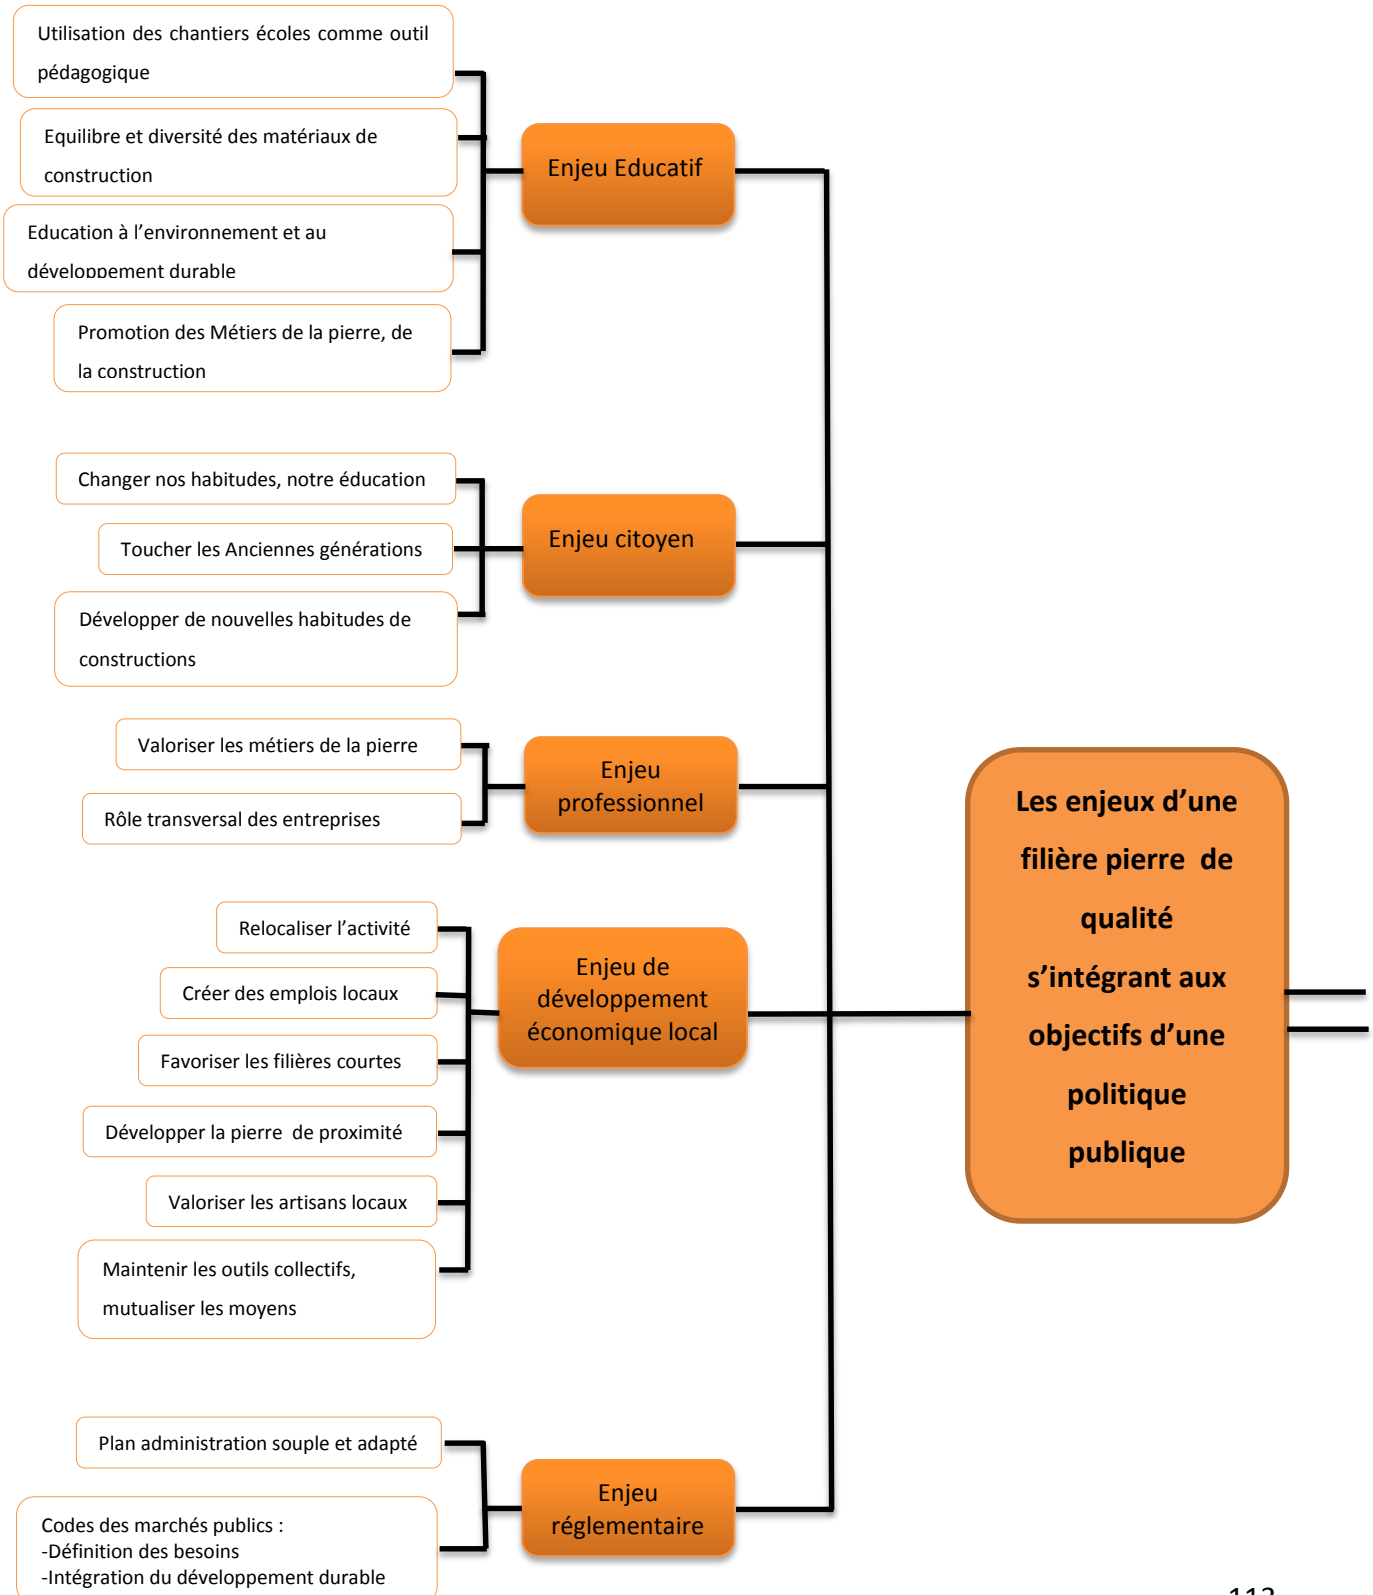 Utilisation des chantiers écoles comme outil
pédagogique
Equilibre et diversité des matériaux de
construction
Enjeu Educatif
Education à l’environnement et au
développement durable
Promotion des Métiers de la pierre, de
la construction
Changer nos habitudes, notre éducation
Toucher les Anciennes générations
Enjeu citoyen
Développer de nouvelles habitudes de
constructions
Valoriser les métiers de la pierre
Rôle transversal des entreprises
Enjeu
professionnel
Relocaliser l’activité
Créer des emplois locaux
Favoriser les filières courtes
Développer la pierre de proximité
Valoriser les artisans locaux
Maintenir les outils collectifs,
mutualiser les moyens
Enjeu de
développement
économique local
Plan administration souple et adapté
Codes des marchés publics :
-Définition des besoins
-Intégration du développement durable
Enjeu
réglementaire
Les enjeux d’une
filière pierre de
qualité
s’intégrant aux
objectifs d’une
politique
publique